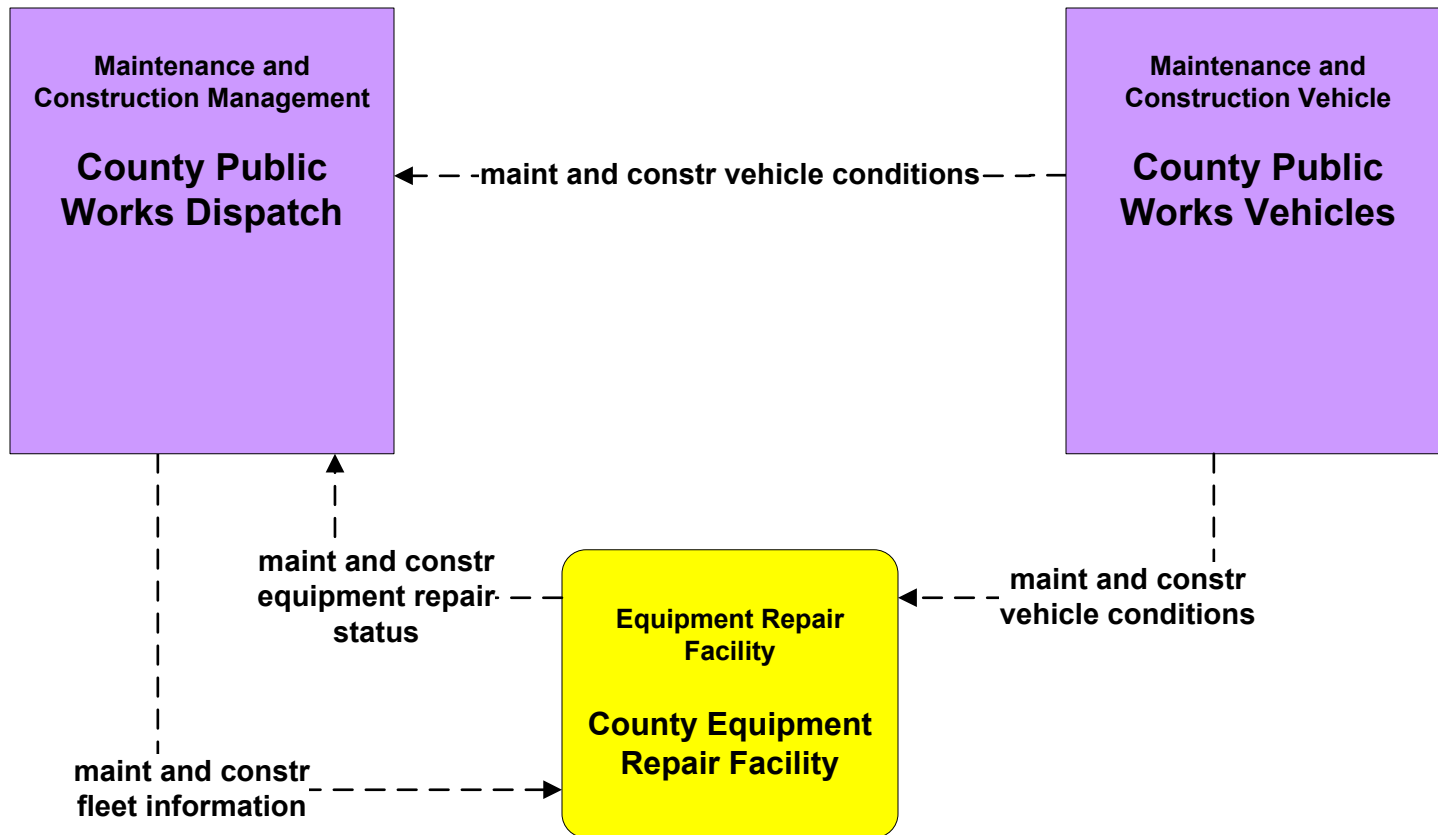 Maintenance and
Construction Management
County Public
Works Dispatch
maint and constr vehicle conditions
Maintenance and
Construction Vehicle
County Public
Works Vehicles
maint and constr
equipment repair
status
Equipment Repair
Facility
County Equipment
Repair Facility
maint and constr
vehicle conditions
maint and constr
fleet information